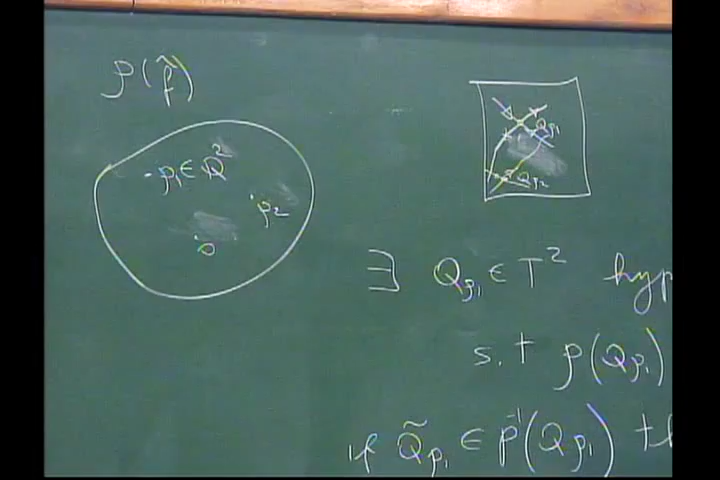 ρ(f̃)
p₁ ∈ Q²
p₂
0
Q_{p₁}
Q_{p₂}
∃ Q_{p₁} ∈ T² hyp
s.t ρ(Q_{p₁})
if Q̃_{p₁} ∈ p⁻¹(Q_{p₁}) th